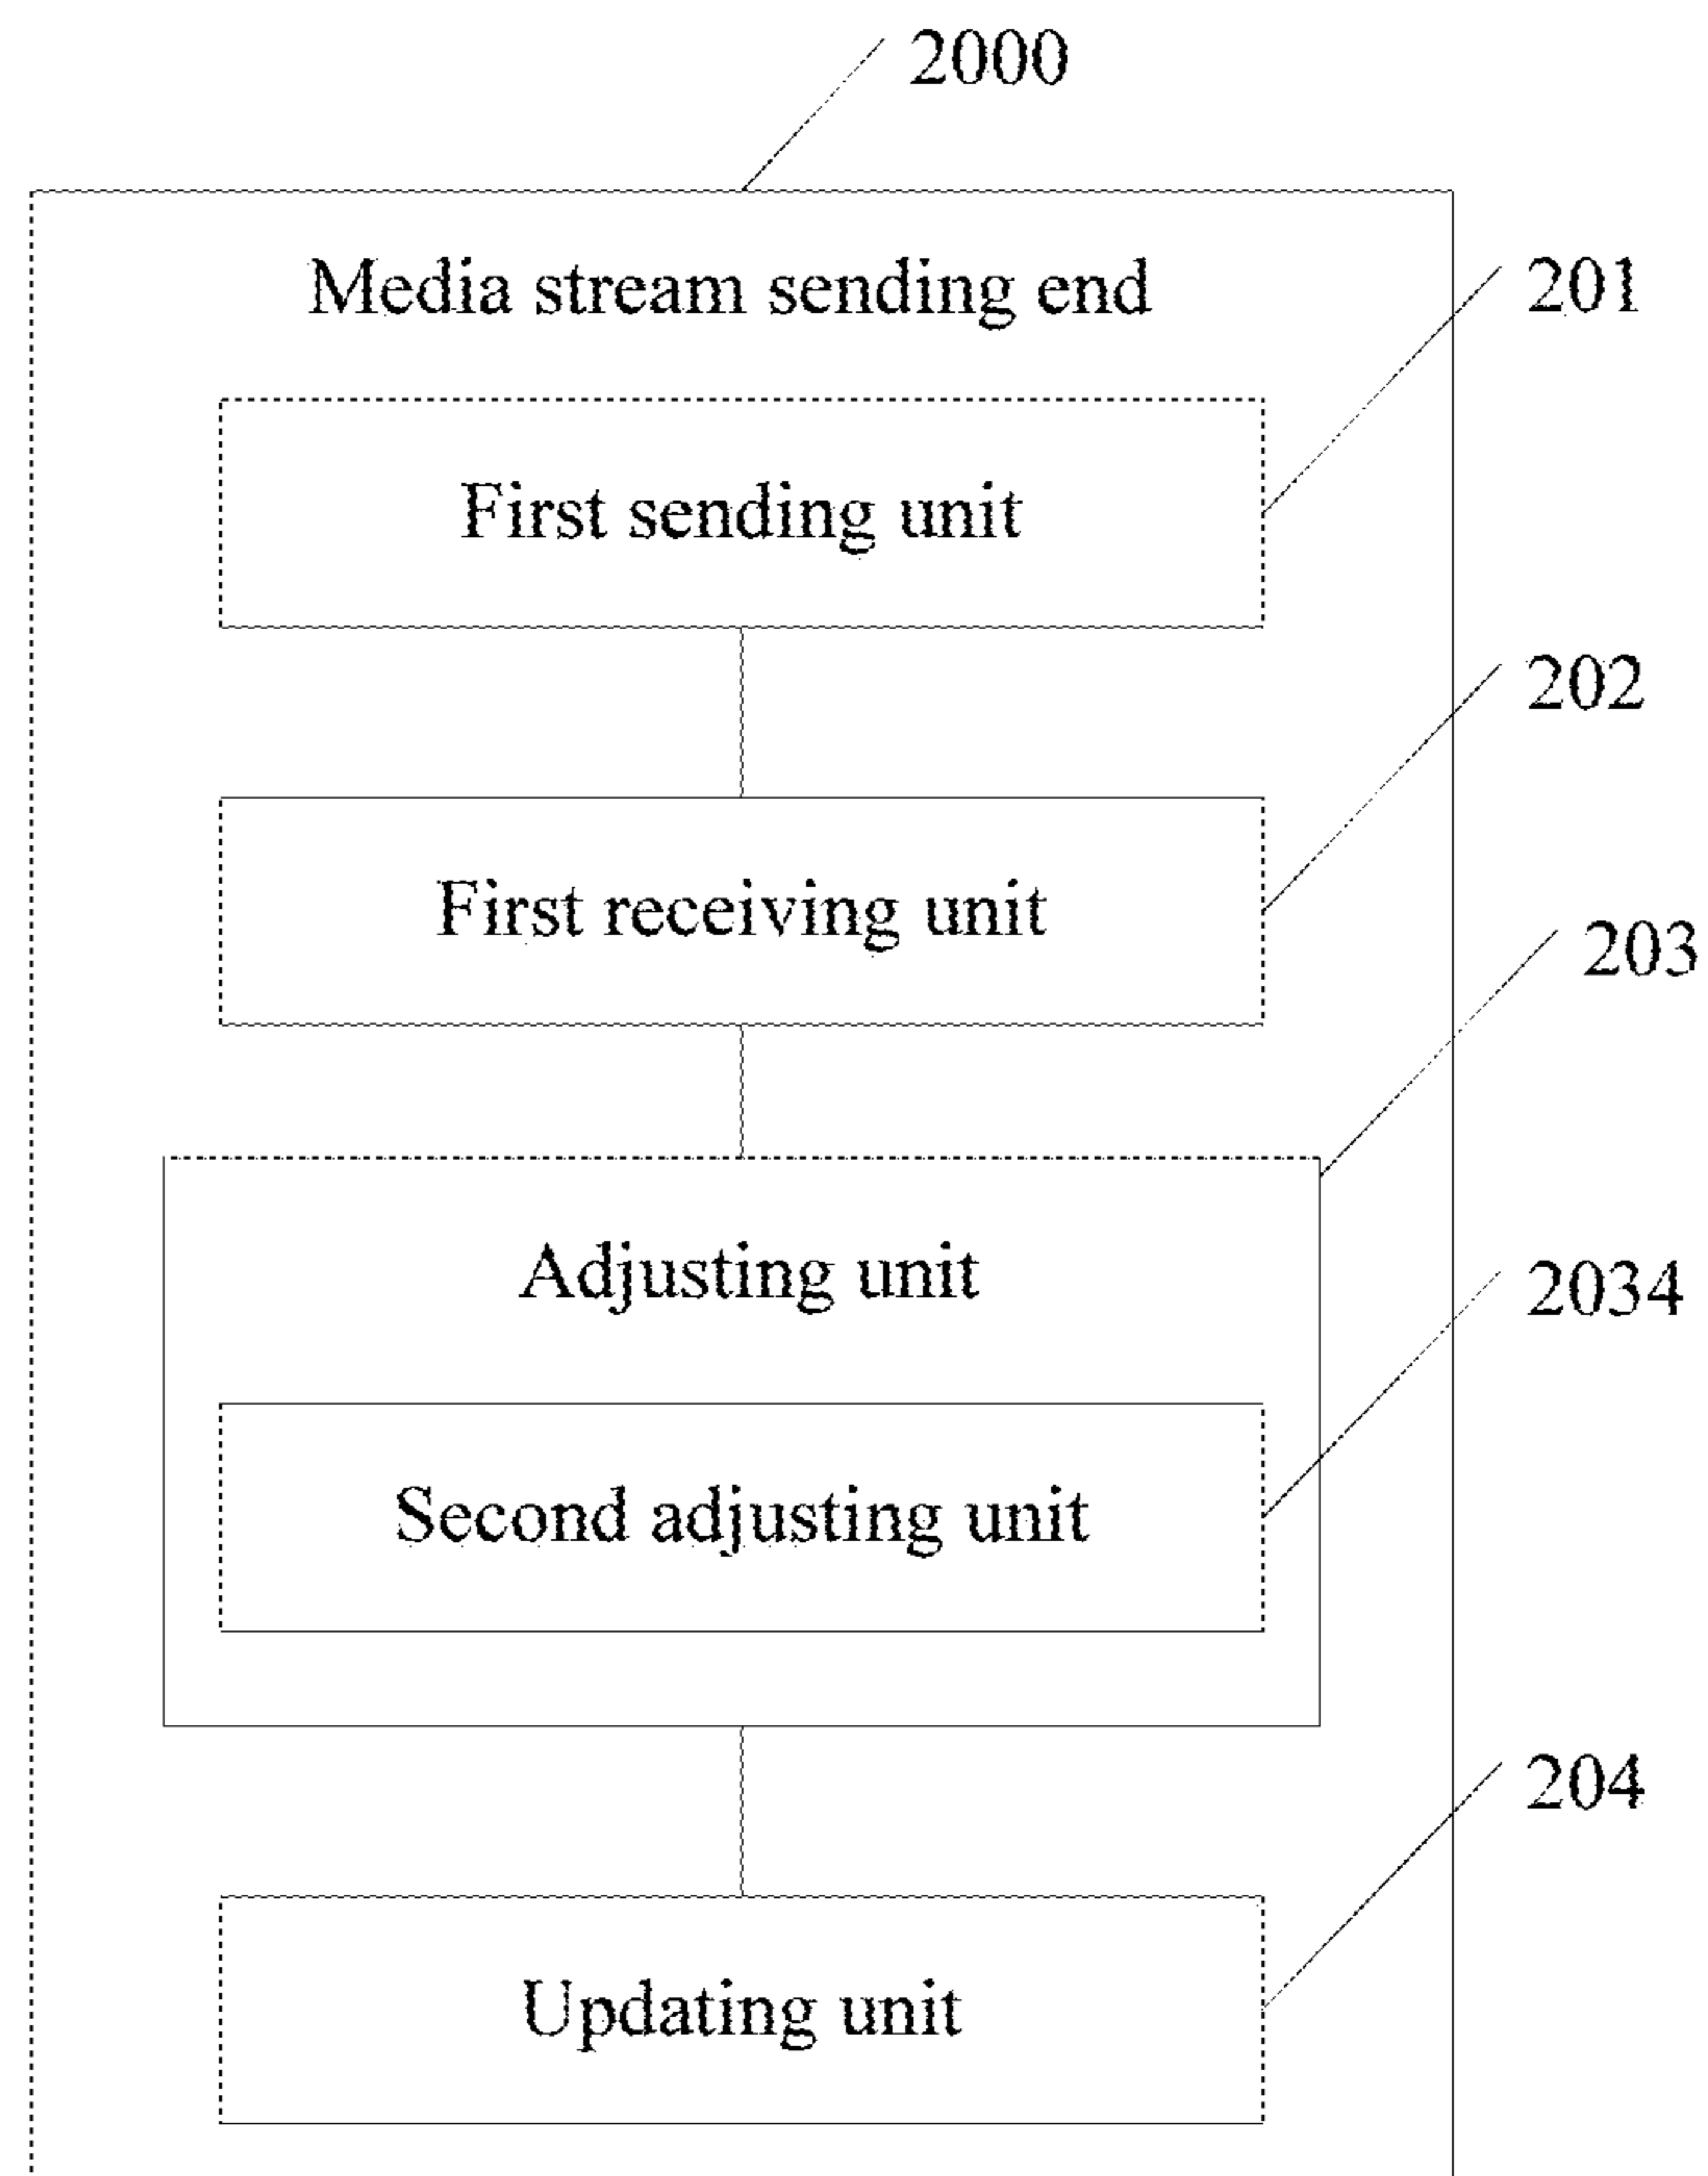 2000
Media stream sending end
201
First sending unit
202
First receiving unit
203
Adjusting unit
2034
Second adjusting unit
204
Updating unit